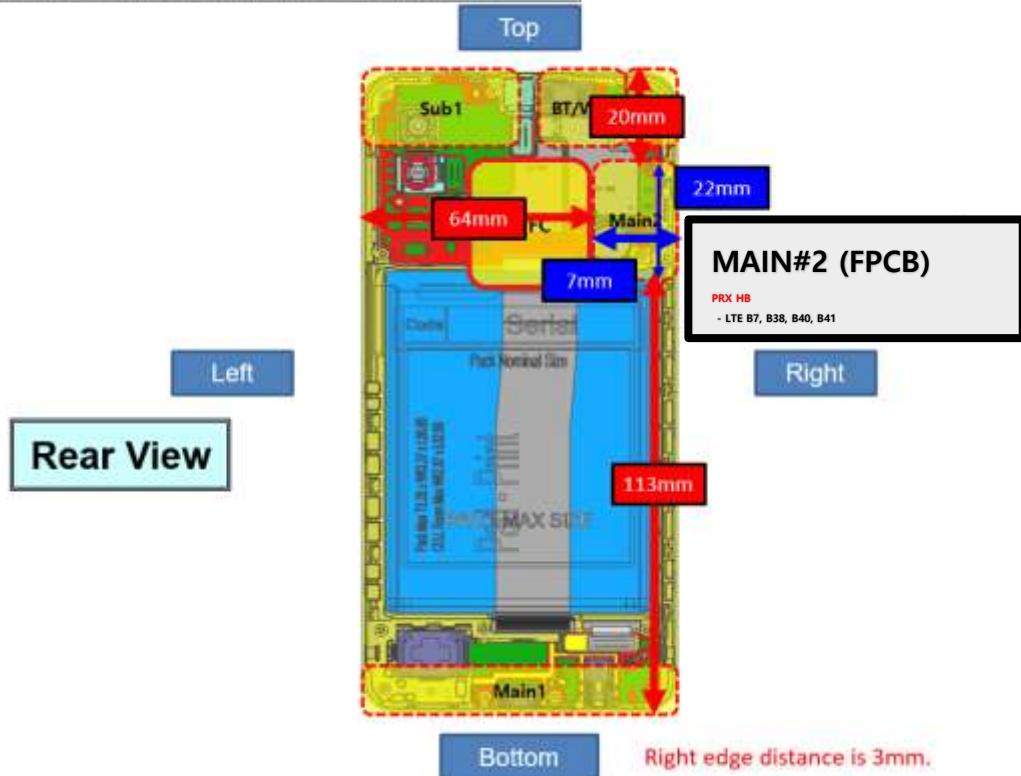 Top
Sub1
BT/W
20mm
22mm
64mm
FC
Main2
MAIN#2 (FPCB)
7mm
PRX HB
- LTE B7, B38, B40, B41
Code
Serial
Pack Nominal Size
Left
Right
Rear View
113mm
MAX SIZE
Main1
Bottom
Right edge distance is 3mm.